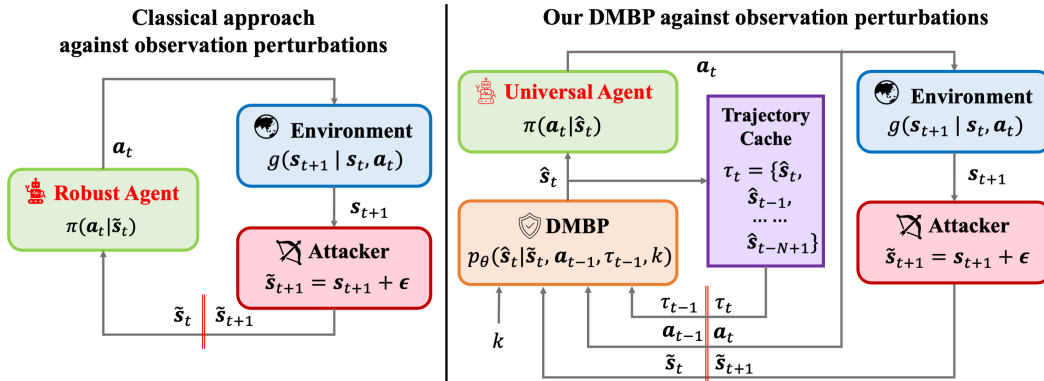 Classical approach
against observation perturbations
a_t
Environment
g(s_{t+1} | s_t, a_t)
Robust Agent
π(a_t|s̃_t)
s_{t+1}
Attacker
s̃_{t+1} = s_{t+1} + ϵ
s̃_t s̃_{t+1}
Our DMBP against observation perturbations
a_t
Universal Agent
π(a_t|ŝ_t)
Trajectory
Cache
τ_t = {ŝ_t,
ŝ_{t-1},
... ...
ŝ_{t-N+1}}
Environment
g(s_{t+1} | s_t, a_t)
ŝ_t
s_{t+1}
DMBP
p_θ(ŝ_t|s̃_t, a_{t-1}, τ_{t-1}, k)
Attacker
s̃_{t+1} = s_{t+1} + ϵ
k
τ_{t-1} τ_t
a_{t-1} a_t
s̃_t s̃_{t+1}